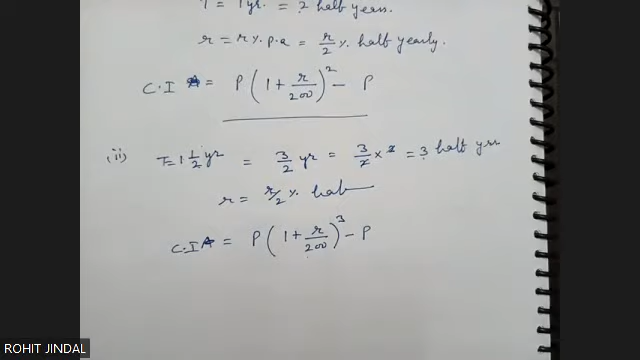 T = 1 yr. = 2 half years.
r = r % p.a = r/2 % half yearly.
C.I = P(1 + r/200)^2 - P
(ii) T = 1 1/2 yr = 3/2 yr = 3/2 × 2 = 3 half yrs
r = r/2 % half
C.I = P(1 + r/200)^3 - P
ROHIT JINDAL